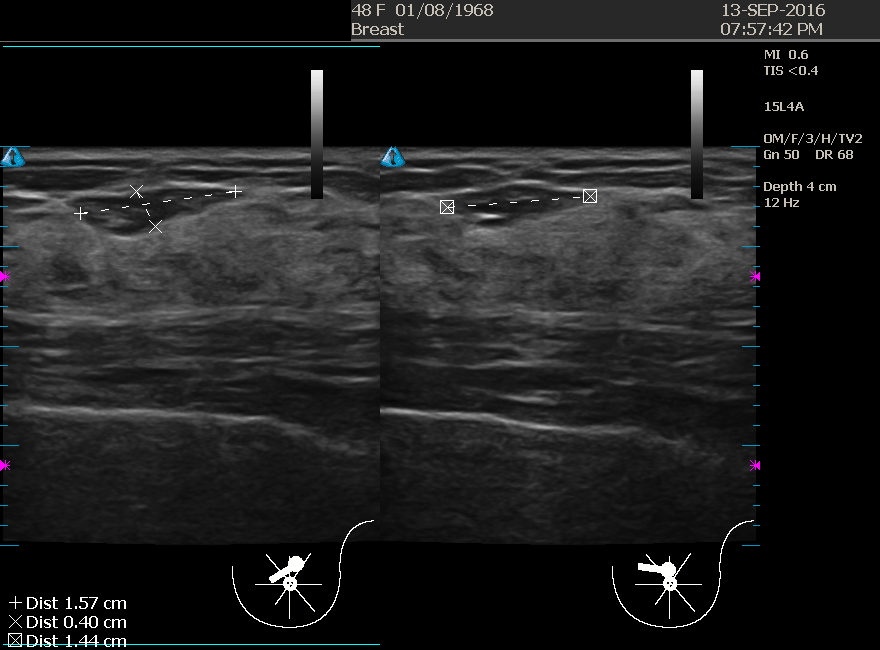 48 F 01/08/1968 13-SEP-2016
Breast 07:57:42 PM
MI 0.6
TIS <0.4
15L4A
OM/F/3/H/TV2
Gn 50 DR 68
Depth 4 cm
12 Hz
Dist 1.57 cm
Dist 0.40 cm
Dist 1.44 cm